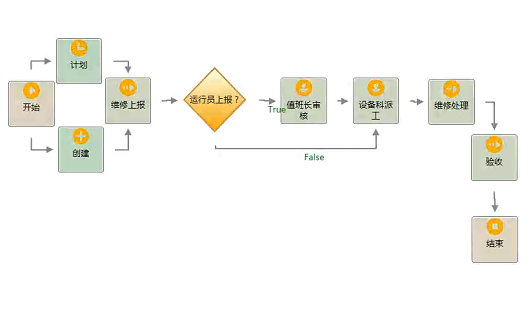 计划
开始
维修上报
创建
运行员上报？
True
值班长审
核
设备科派
工
维修处理
False
验收
结束